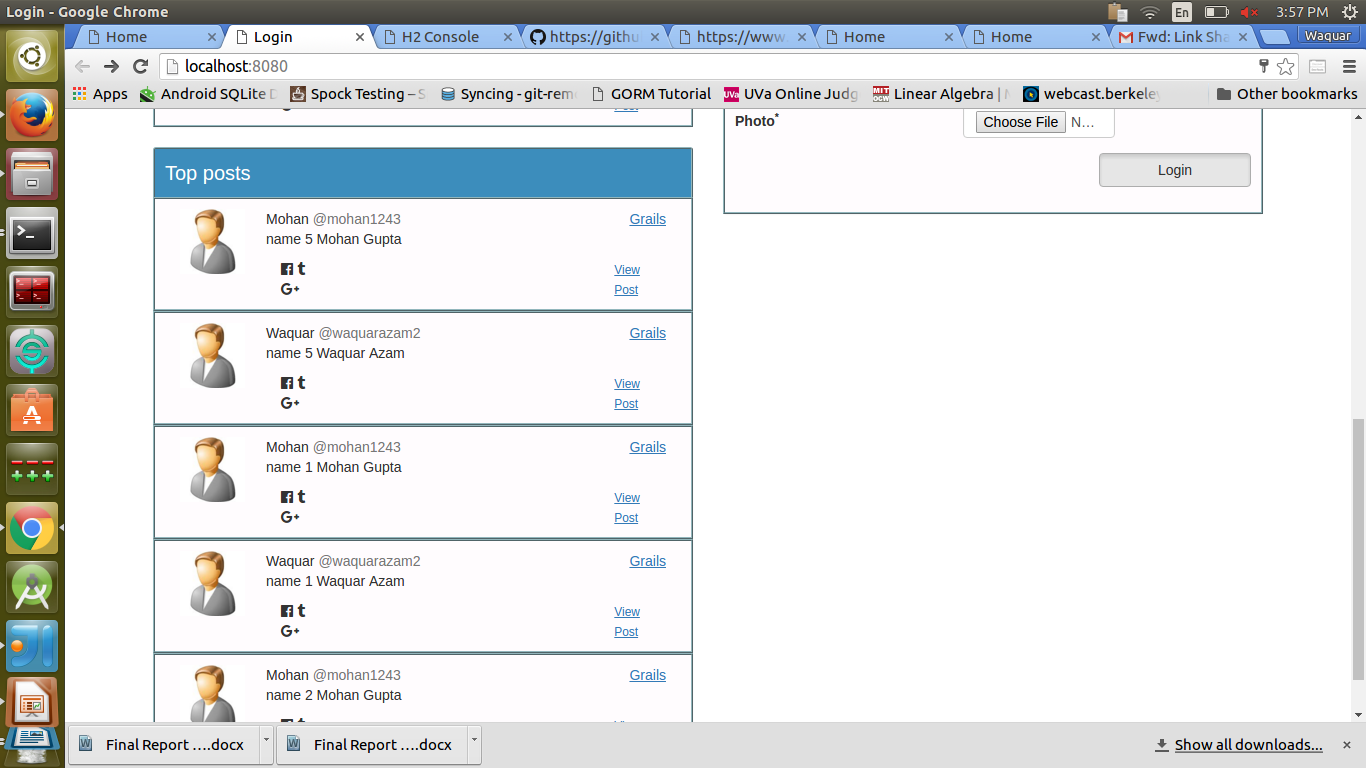 Login - Google Chrome
En
3:57 PM
Home
Login
H2 Console
https://githu
https://www.
Home
Home
Fwd: Link Sha
Waquar
localhost:8080
Apps
Android SQLite D
Spock Testing – S
Syncing - git-rem
GORM Tutorial
UVa Online Judg
Linear Algebra |
webcast.berkeley
Other bookmarks
Photo*
Choose File N...
Login
Top posts
Mohan @mohan1243 Grails
name 5 Mohan Gupta
View
G+ Post
Waquar @waquarazam2 Grails
name 5 Waquar Azam
View
G+ Post
Mohan @mohan1243 Grails
name 1 Mohan Gupta
View
G+ Post
Waquar @waquarazam2 Grails
name 1 Waquar Azam
View
G+ Post
Mohan @mohan1243 Grails
name 2 Mohan Gupta
Final Report ....docx
Final Report ....docx
Show all downloads...